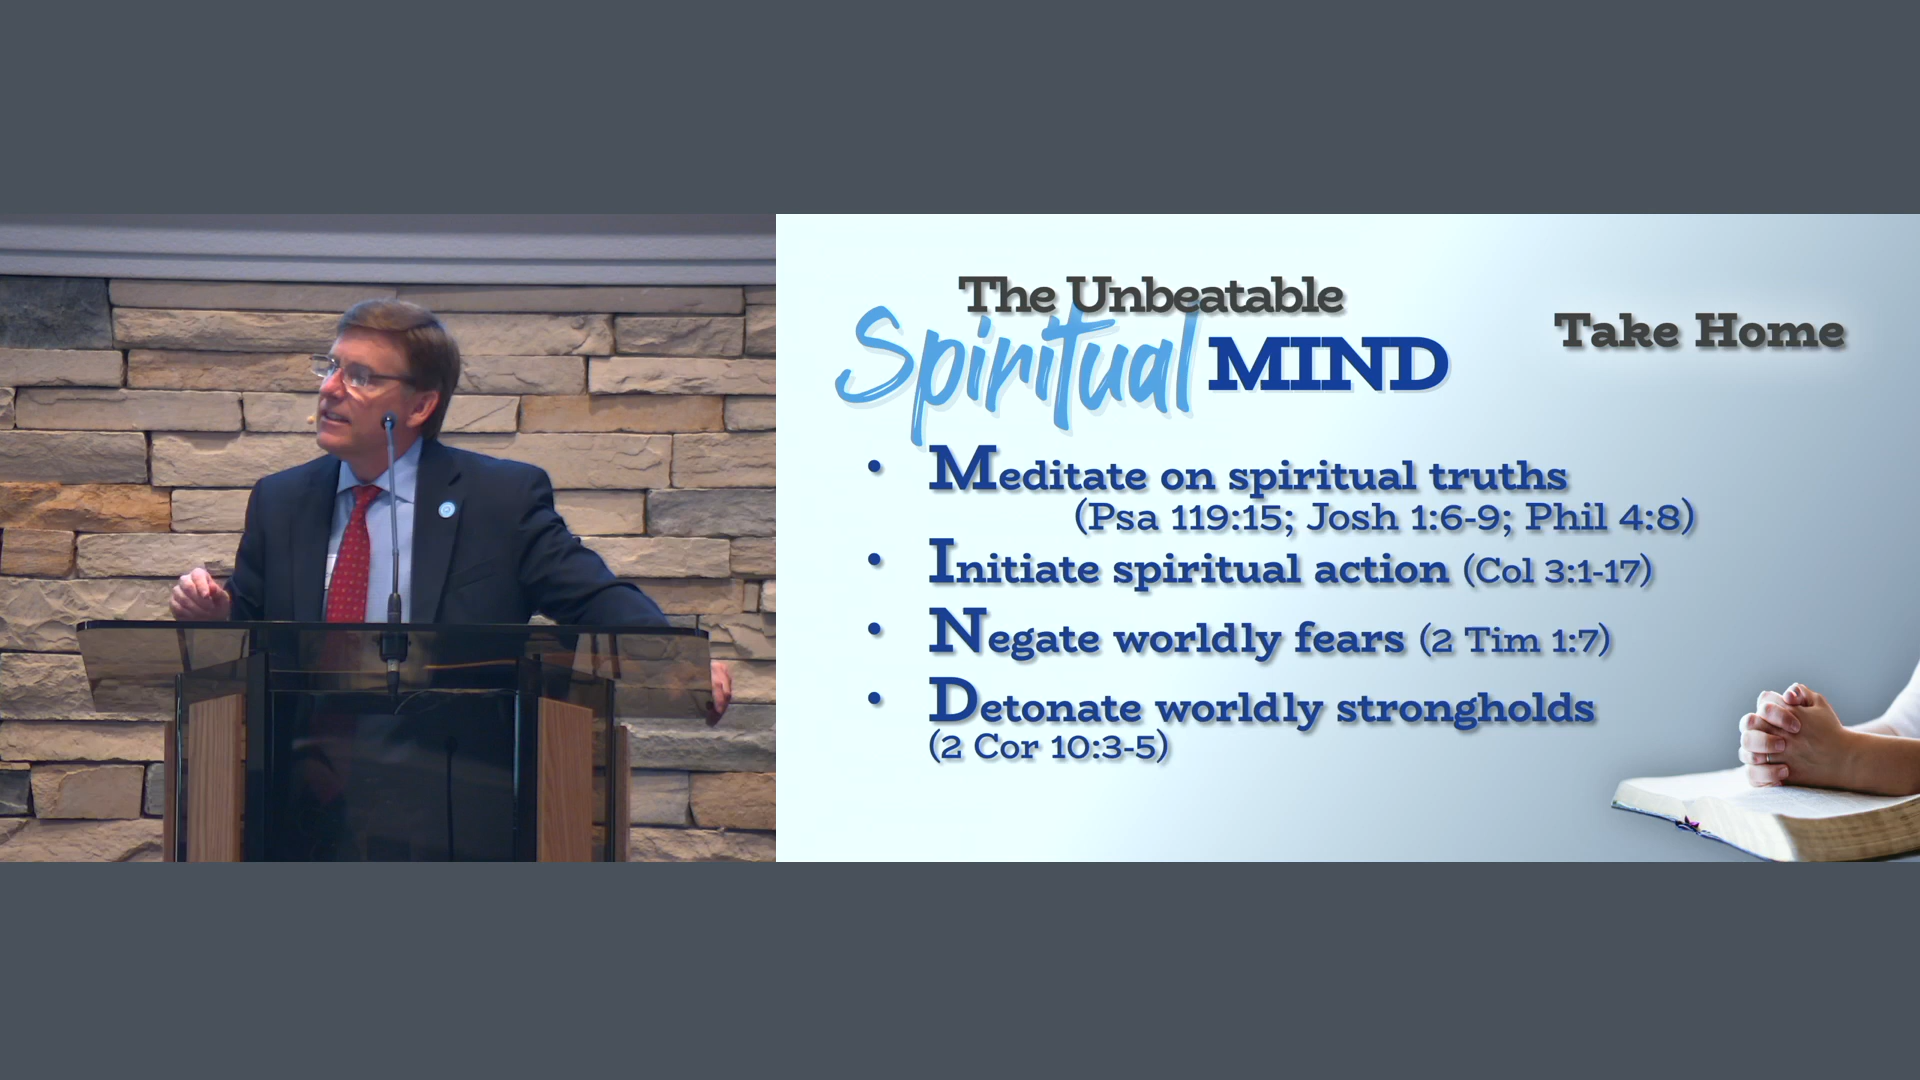 The Unbeatable
Spiritual MIND
Take Home
• Meditate on spiritual truths
(Psa 119:15; Josh 1:6-9; Phil 4:8)
• Initiate spiritual action (Col 3:1-17)
• Negate worldly fears (2 Tim 1:7)
• Detonate worldly strongholds
(2 Cor 10:3-5)